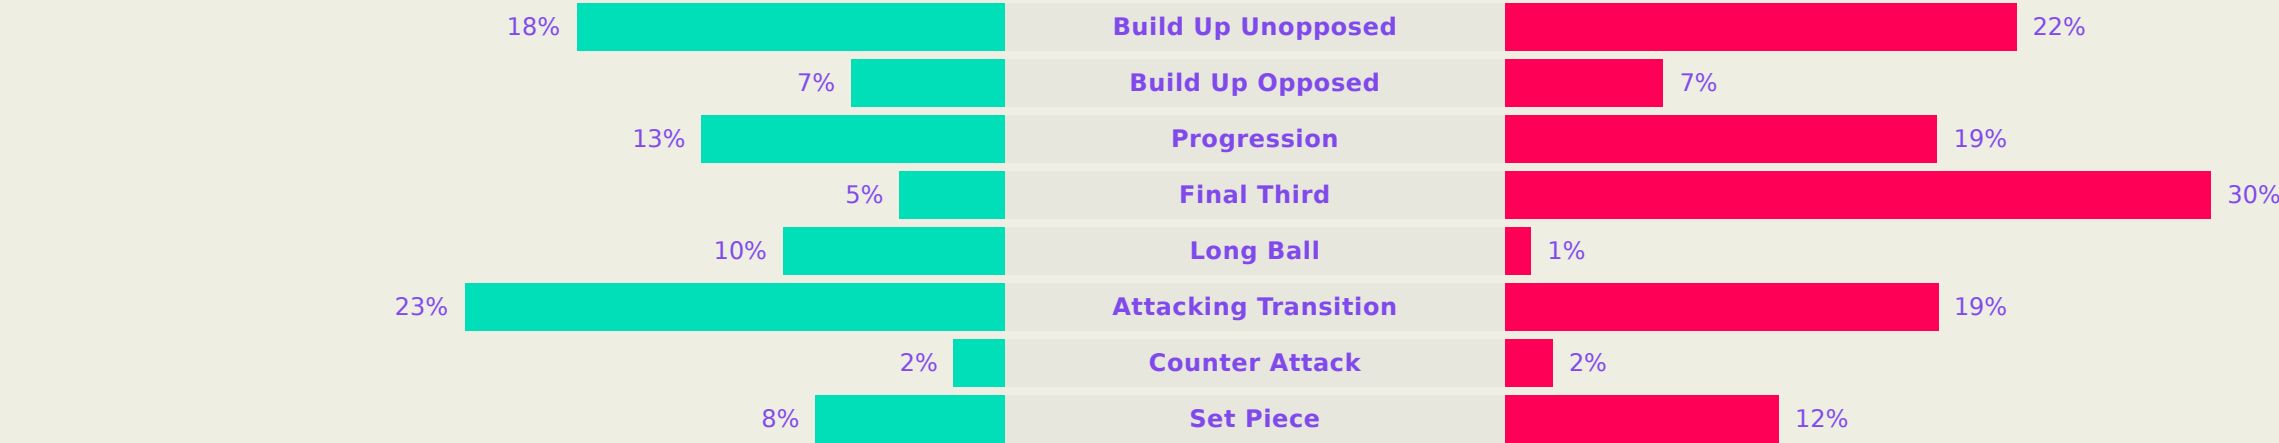 18% Build Up Unopposed 22%
7% Build Up Opposed 7%
13% Progression 19%
5% Final Third 30%
10% Long Ball 1%
23% Attacking Transition 19%
2% Counter Attack 2%
8% Set Piece 12%